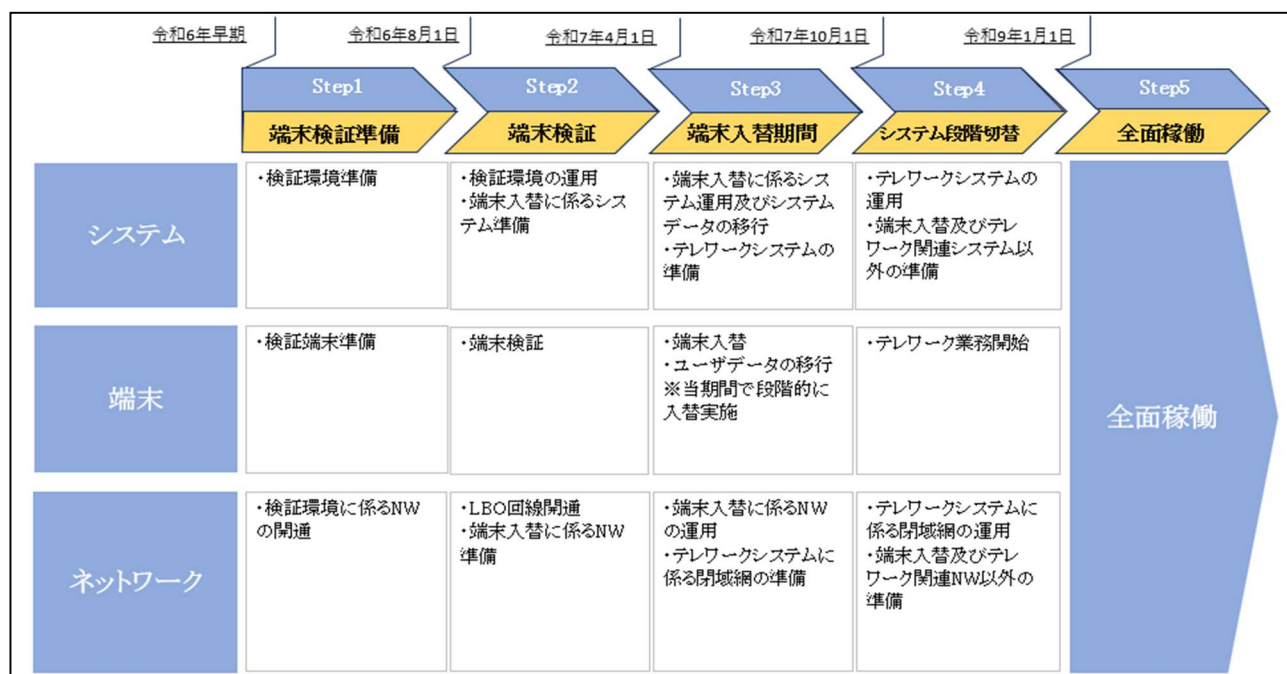 令和6年早期
令和6年8月1日
令和7年4月1日
令和7年10月1日
令和9年1月1日
Step1
Step2
Step3
Step4
Step5
端末検証準備
端末検証
端末入替期間
システム段階切替
全面稼働
システム
・検証環境準備
・検証環境の運用
・端末入替に係るシス
テム準備
・端末入替に係るシス
テム運用及びシステム
データの移行
・テレワークシステムの
準備
・テレワークシステムの
運用
・端末入替及びテレ
ワーク関連システム以
外の準備
端末
・検証端末準備
・端末検証
・端末入替
・ユーザデータの移行
※当期間で段階的に
入替実施
・テレワーク業務開始
全面稼働
ネットワーク
・検証環境に係るNW
の開通
・LBO回線開通
・端末入替に係るNW
準備
・端末入替に係るNW
の運用
・テレワークシステムに
係る閉域網の準備
・テレワークシステムに
係る閉域網の運用
・端末入替及びテレ
ワーク関連NW以外の
準備